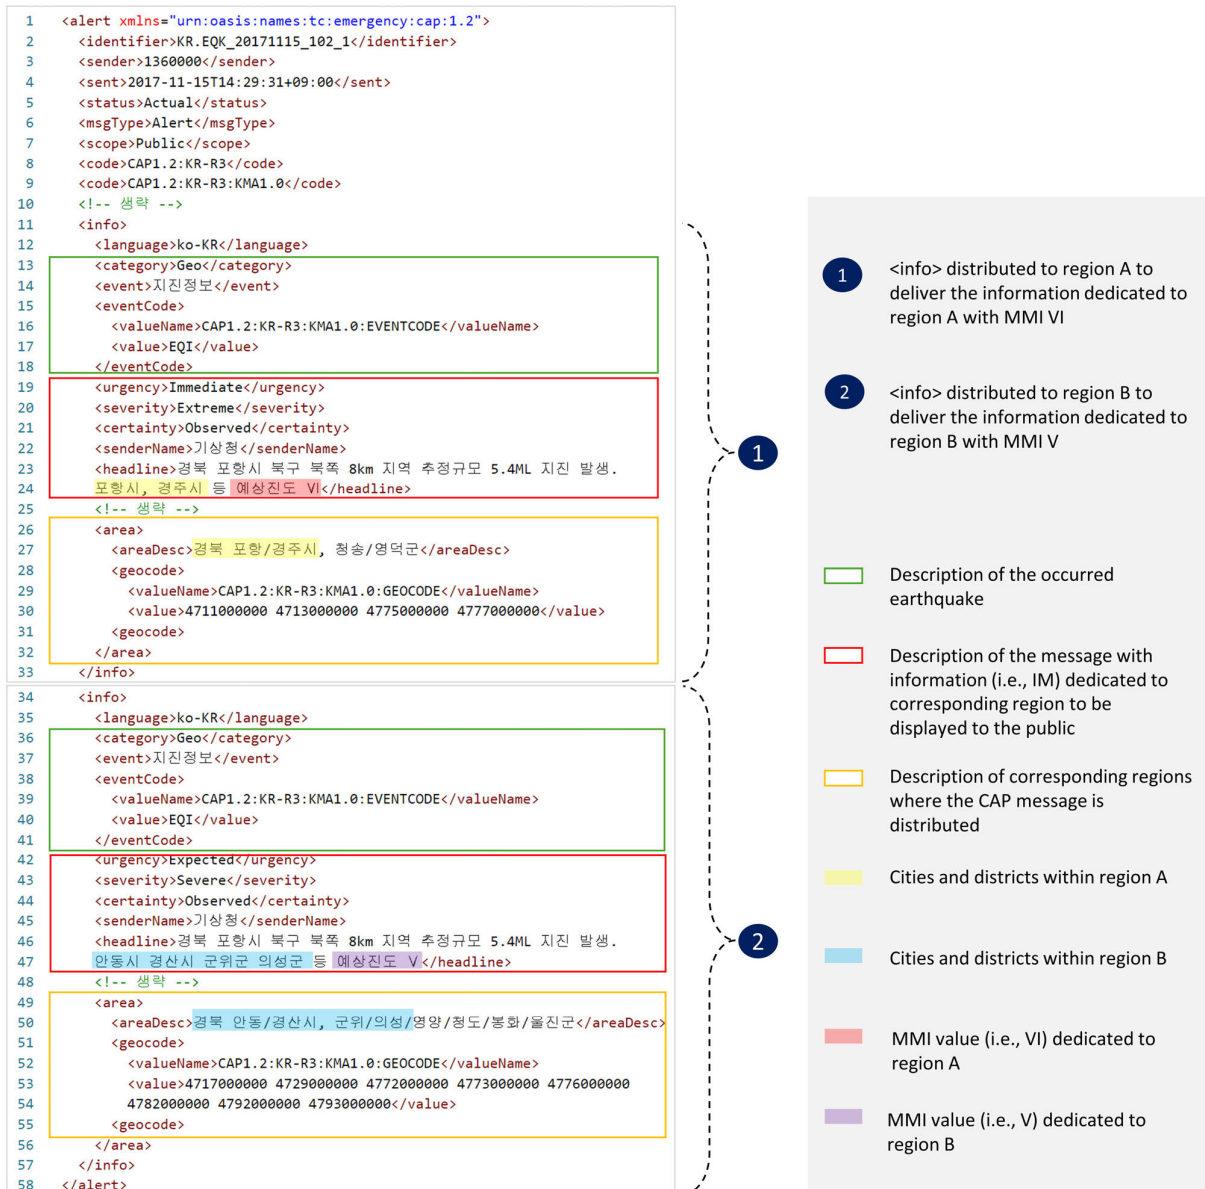 1 <alert xmlns="urn:oasis:names:tc:emergency:cap:1.2">
2 <identifier>KR.EQK_20171115_102_1</identifier>
3 <sender>1360000</sender>
4 <sent>2017-11-15T14:29:31+09:00</sent>
5 <status>Actual</status>
6 <msgType>Alert</msgType>
7 <scope>Public</scope>
8 <code>CAP1.2:KR-R3</code>
9 <code>CAP1.2:KR-R3:KMA1.0</code>
10 <!-- 생략 -->
11 <info>
12 <language>ko-KR</language>
13 <category>Geo</category>
14 <event>지진정보</event>
15 <eventCode>
16 <valueName>CAP1.2:KR-R3:KMA1.0:EVENTCODE</valueName>
17 <value>EQI</value>
18 </eventCode>
19 <urgency>Immediate</urgency>
20 <severity>Extreme</severity>
21 <certainty>Observed</certainty>
22 <senderName>기상청</senderName>
23 <headline>경북 포항시 북구 북쪽 8km 지역 추정규모 5.4ML 지진 발생.
24 포항시, 경주시 등 예상진도 Ⅵ</headline>
25 <!-- 생략 -->
26 <area>
27 <areaDesc>경북 포항/경주시, 청송/영덕군</areaDesc>
28 <geocode>
29 <valueName>CAP1.2:KR-R3:KMA1.0:GEOCODE</valueName>
30 <value>4711000000 4713000000 4775000000 4777000000</value>
31 <geocode>
32 </area>
33 </info>
34 <info>
35 <language>ko-KR</language>
36 <category>Geo</category>
37 <event>지진정보</event>
38 <eventCode>
39 <valueName>CAP1.2:KR-R3:KMA1.0:EVENTCODE</valueName>
40 <value>EQI</value>
41 </eventCode>
42 <urgency>Expected</urgency>
43 <severity>Severe</severity>
44 <certainty>Observed</certainty>
45 <senderName>기상청</senderName>
46 <headline>경북 포항시 북구 북쪽 8km 지역 추정규모 5.4ML 지진 발생.
47 안동시 경산시 군위군 의성군 등 예상진도 Ⅴ</headline>
48 <!-- 생략 -->
49 <area>
50 <areaDesc>경북 안동/경산시, 군위/의성/영양/청도/봉화/울진군</areaDesc>
51 <geocode>
52 <valueName>CAP1.2:KR-R3:KMA1.0:GEOCODE</valueName>
53 <value>4717000000 4729000000 4772000000 4773000000 4776000000
54 4782000000 4792000000 4793000000</value>
55 <geocode>
56 </area>
57 </info>
58 </alert>
1
2
1 <info> distributed to region A to
deliver the information dedicated to
region A with MMI VI
2 <info> distributed to region B to
deliver the information dedicated to
region B with MMI V
Description of the occurred
earthquake
Description of the message with
information (i.e., IM) dedicated to
corresponding region to be
displayed to the public
Description of corresponding regions
where the CAP message is
distributed
Cities and districts within region A
Cities and districts within region B
MMI value (i.e., VI) dedicated to
region A
MMI value (i.e., V) dedicated to
region B